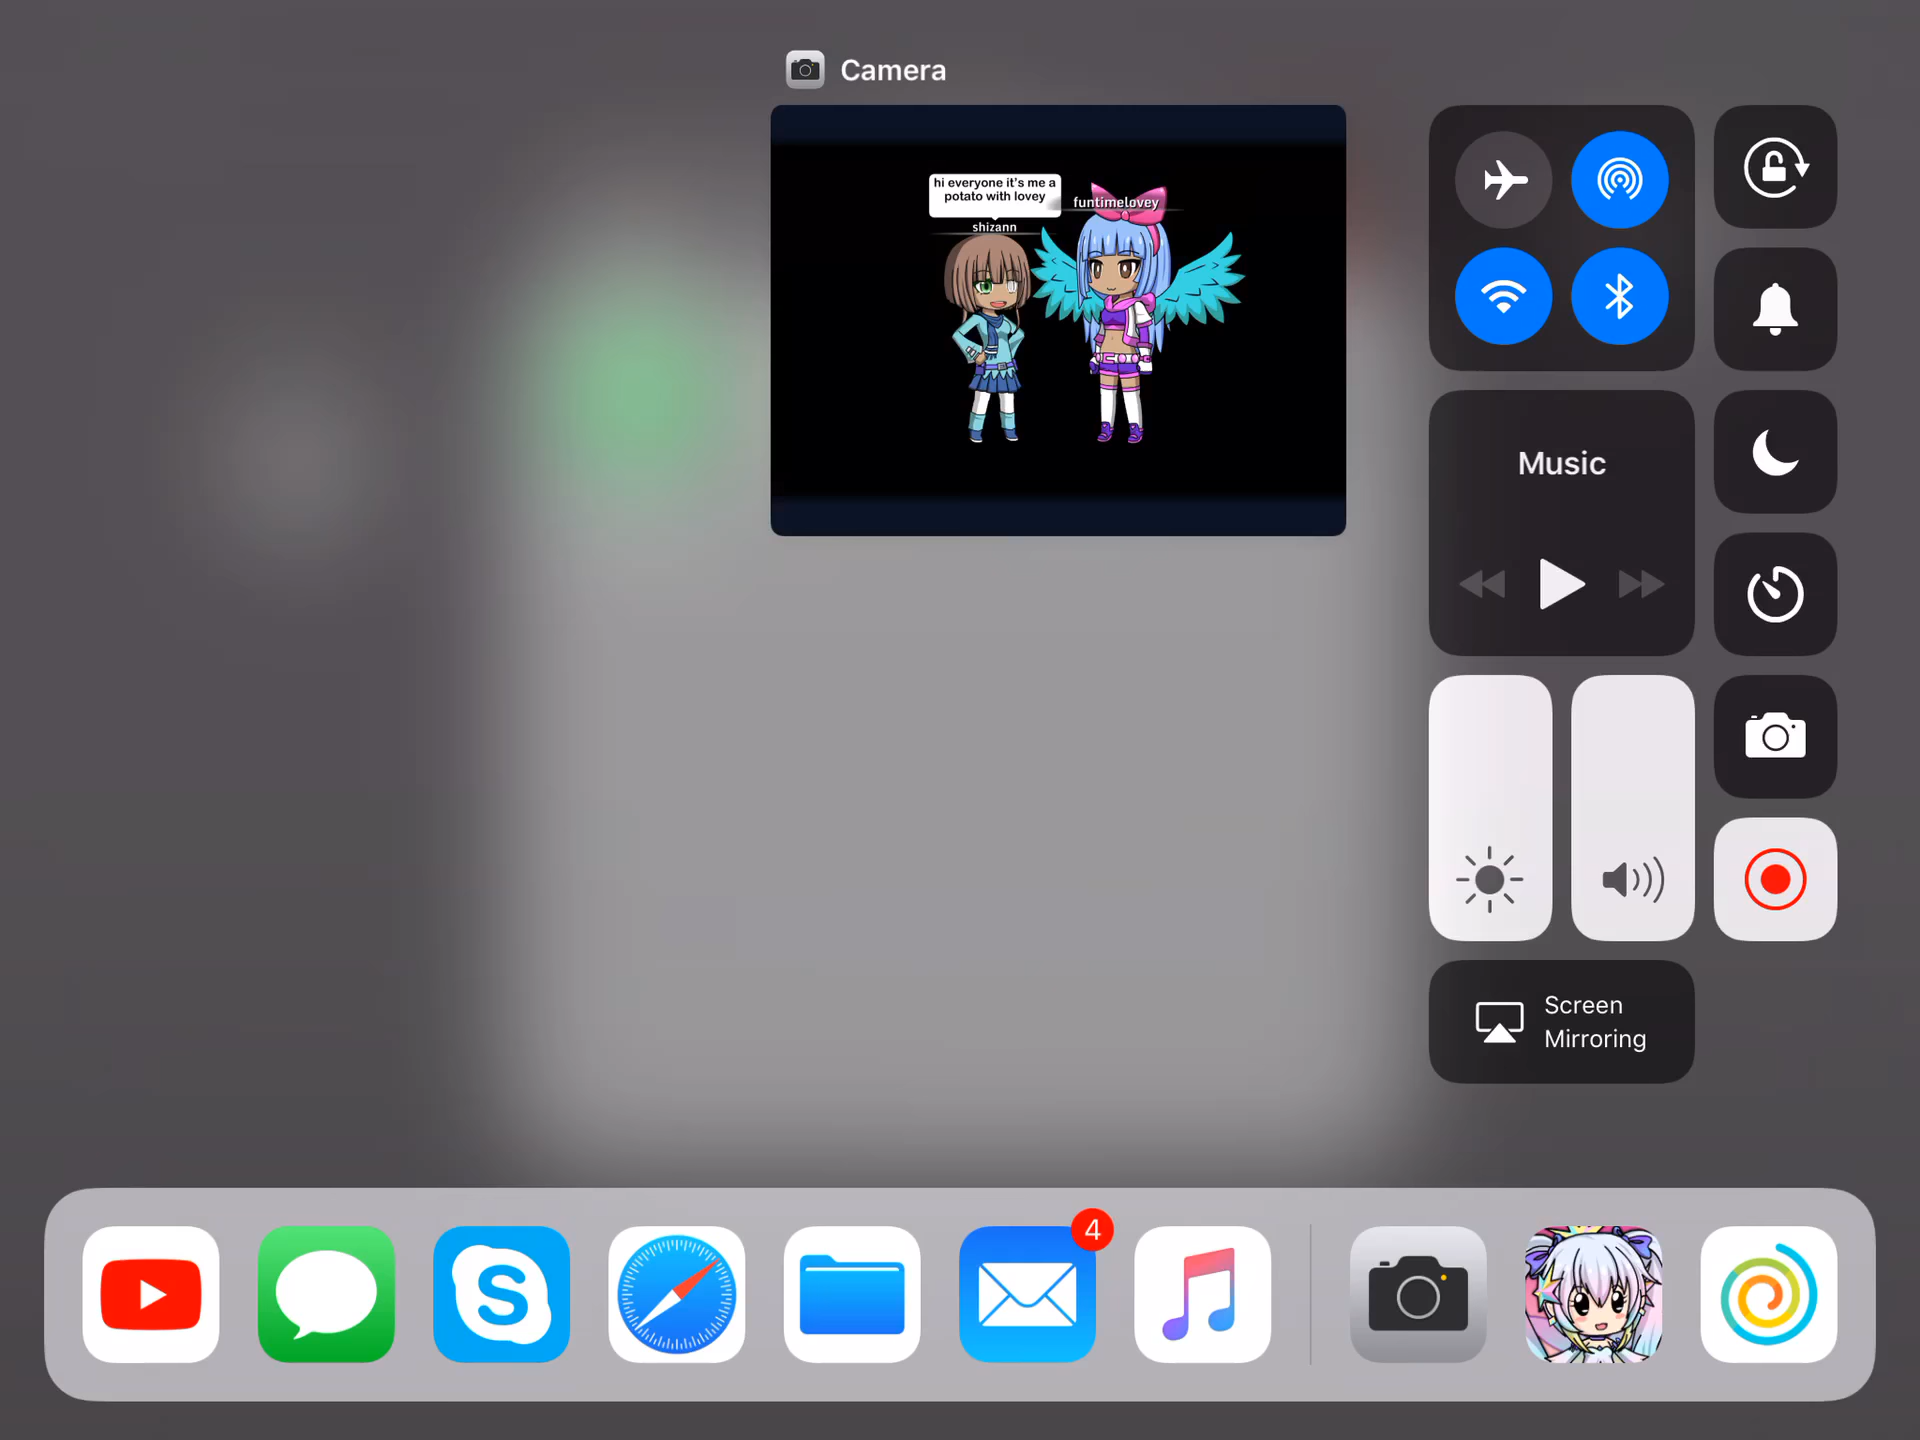 Camera
hi everyone it's me a
potato with lovey
funtimelovey
shizann
Music
Screen
Mirroring
4